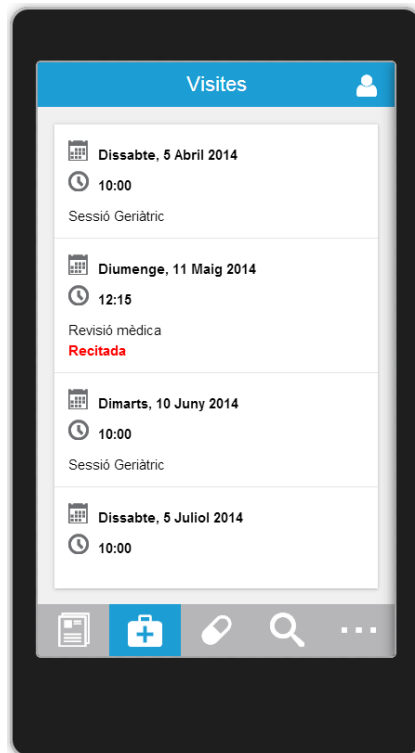 Visites
Dissabte, 5 Abril 2014
10:00
Sessió Geriàtric
Diumenge, 11 Maig 2014
12:15
Revisió mèdica
Recitada
Dimarts, 10 Juny 2014
10:00
Sessió Geriàtric
Dissabte, 5 Juliol 2014
10:00